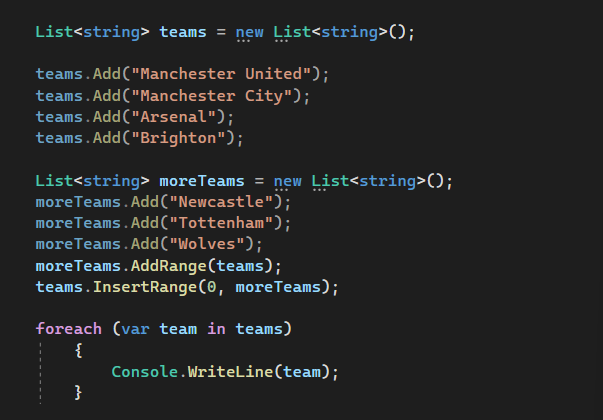 List<string> teams = new List<string>();
teams.Add("Manchester United");
teams.Add("Manchester City");
teams.Add("Arsenal");
teams.Add("Brighton");
List<string> moreTeams = new List<string>();
moreTeams.Add("Newcastle");
moreTeams.Add("Tottenham");
moreTeams.Add("Wolves");
moreTeams.AddRange(teams);
teams.InsertRange(0, moreTeams);
foreach (var team in teams)
{
Console.WriteLine(team);
}